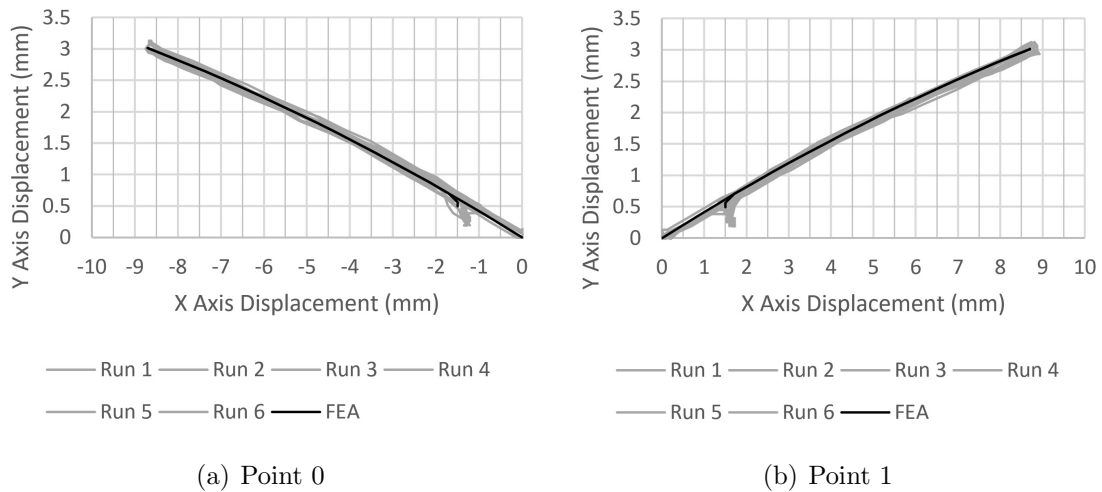 3.5
3
2.5
2
1.5
1
0.5
0
-10 -9 -8 -7 -6 -5 -4 -3 -2 -1 0
Y Axis Displacement (mm)
X Axis Displacement (mm)
Run 1 Run 2 Run 3 Run 4
Run 5 Run 6 FEA
(a) Point 0
3.5
3
2.5
2
1.5
1
0.5
0
0 1 2 3 4 5 6 7 8 9 10
Y Axis Displacement (mm)
X Axis Displacement (mm)
Run 1 Run 2 Run 3 Run 4
Run 5 Run 6 FEA
(b) Point 1